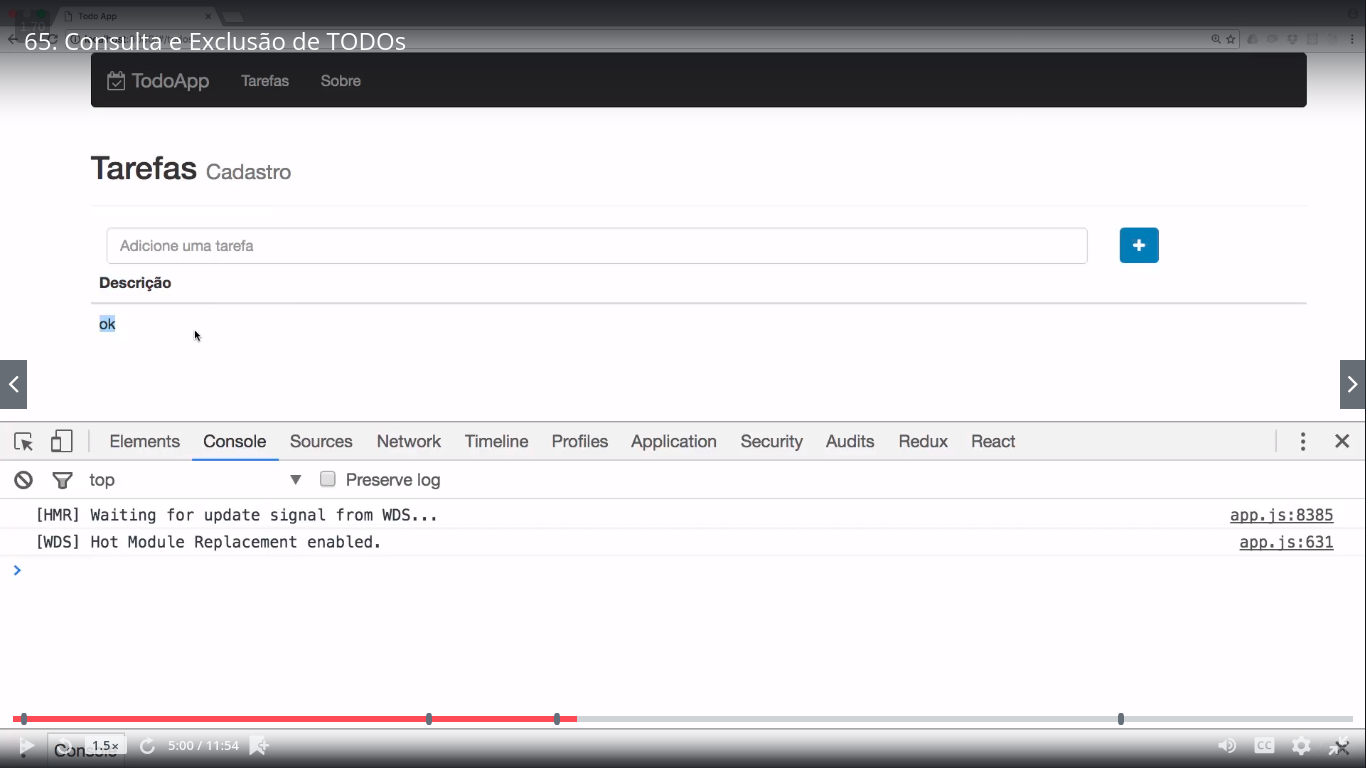 Todo App
65. Consulta e Exclusão de TODOs
TodoApp Tarefas Sobre
Tarefas Cadastro
Adicione uma tarefa
Descrição
ok
Elements Console Sources Network Timeline Profiles Application Security Audits Redux React
top Preserve log
[HMR] Waiting for update signal from WDS... app.js:8385
[WDS] Hot Module Replacement enabled. app.js:631
1.5× 5:00 / 11:54 CC
Console